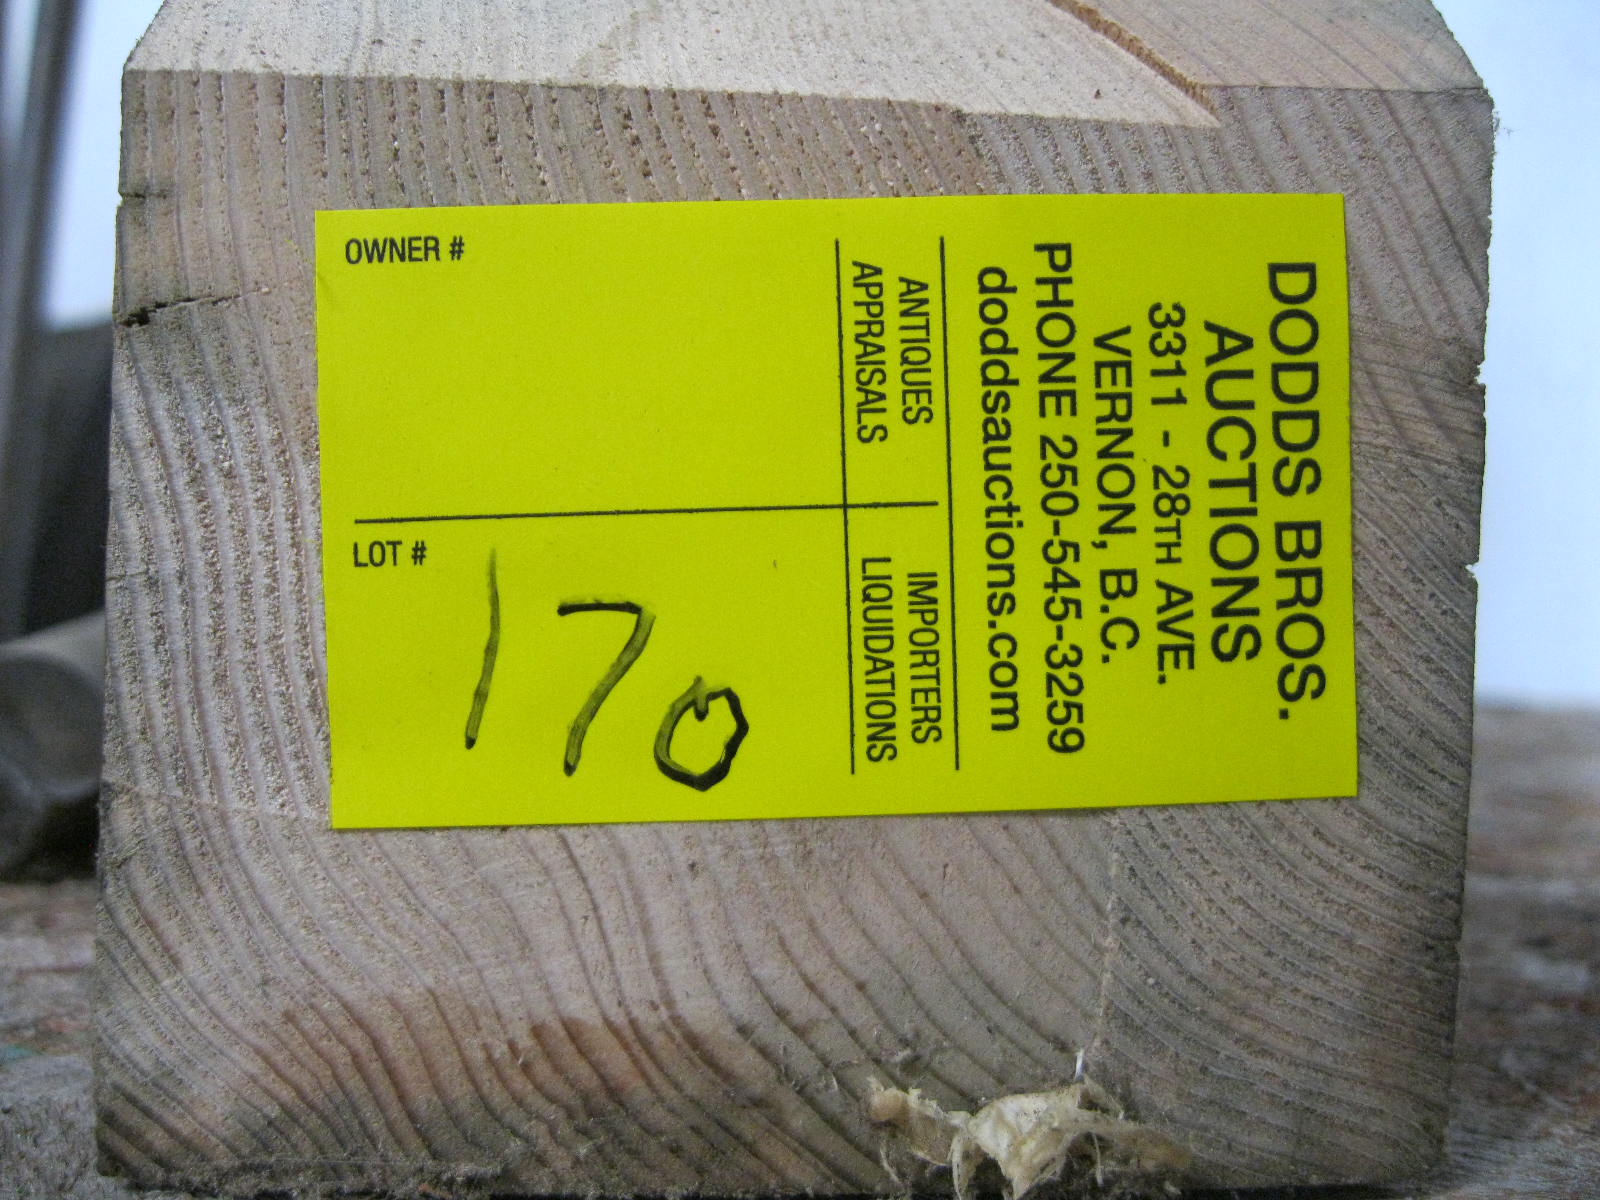 DODDS BROS.
AUCTIONS
3311 - 28TH AVE.
VERNON, B.C.
PHONE 250-545-3259
doddsauctions.com
ANTIQUES IMPORTERS
APPRAISALS LIQUIDATIONS
OWNER #
LOT #
170